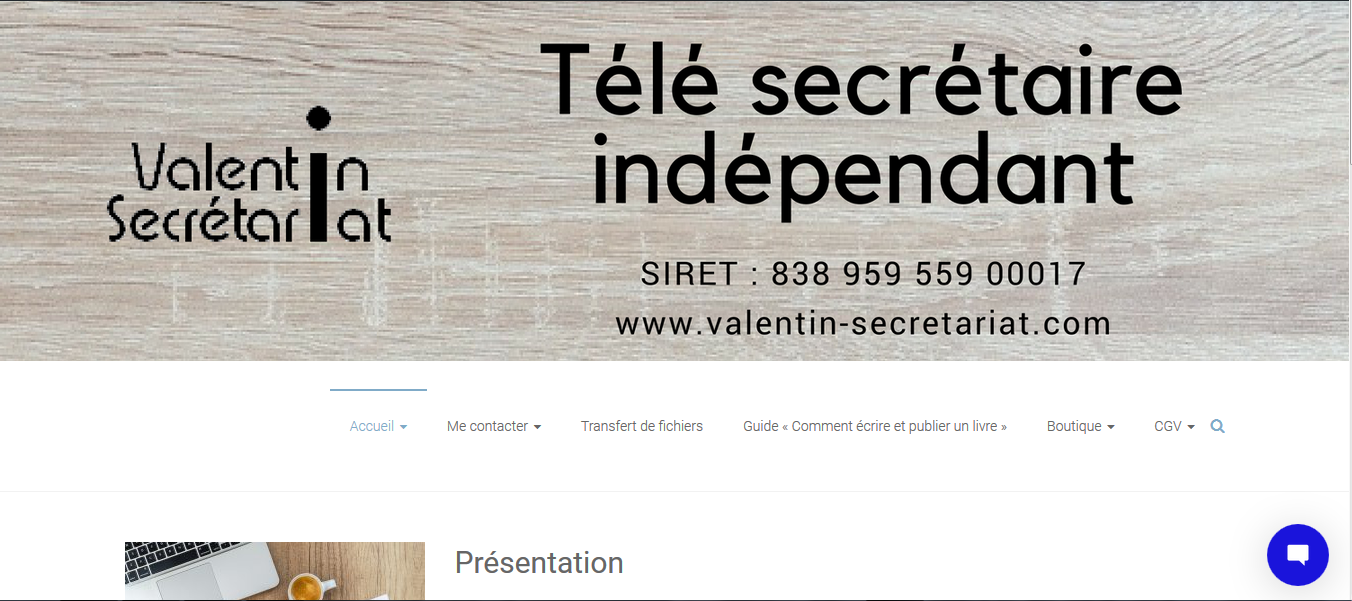 Télé secrétaire
indépendant
Valentin
Secrétariat
SIRET : 838 959 559 00017
www.valentin-secretariat.com
Accueil
Me contacter
Transfert de fichiers
Guide « Comment écrire et publier un livre »
Boutique
CGV
Présentation